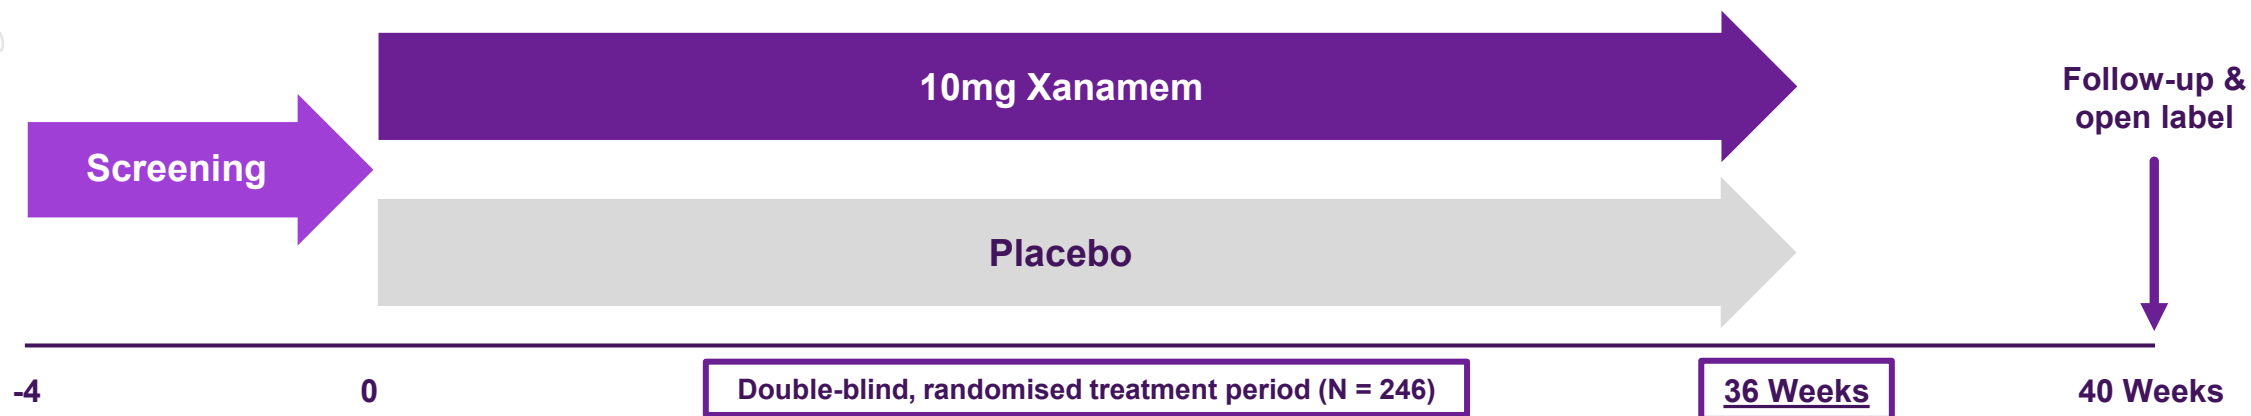 10mg Xanamem
Follow-up &
open label
Screening
Placebo
-4
0
Double-blind, randomised treatment period (N = 246)
36 Weeks
40 Weeks